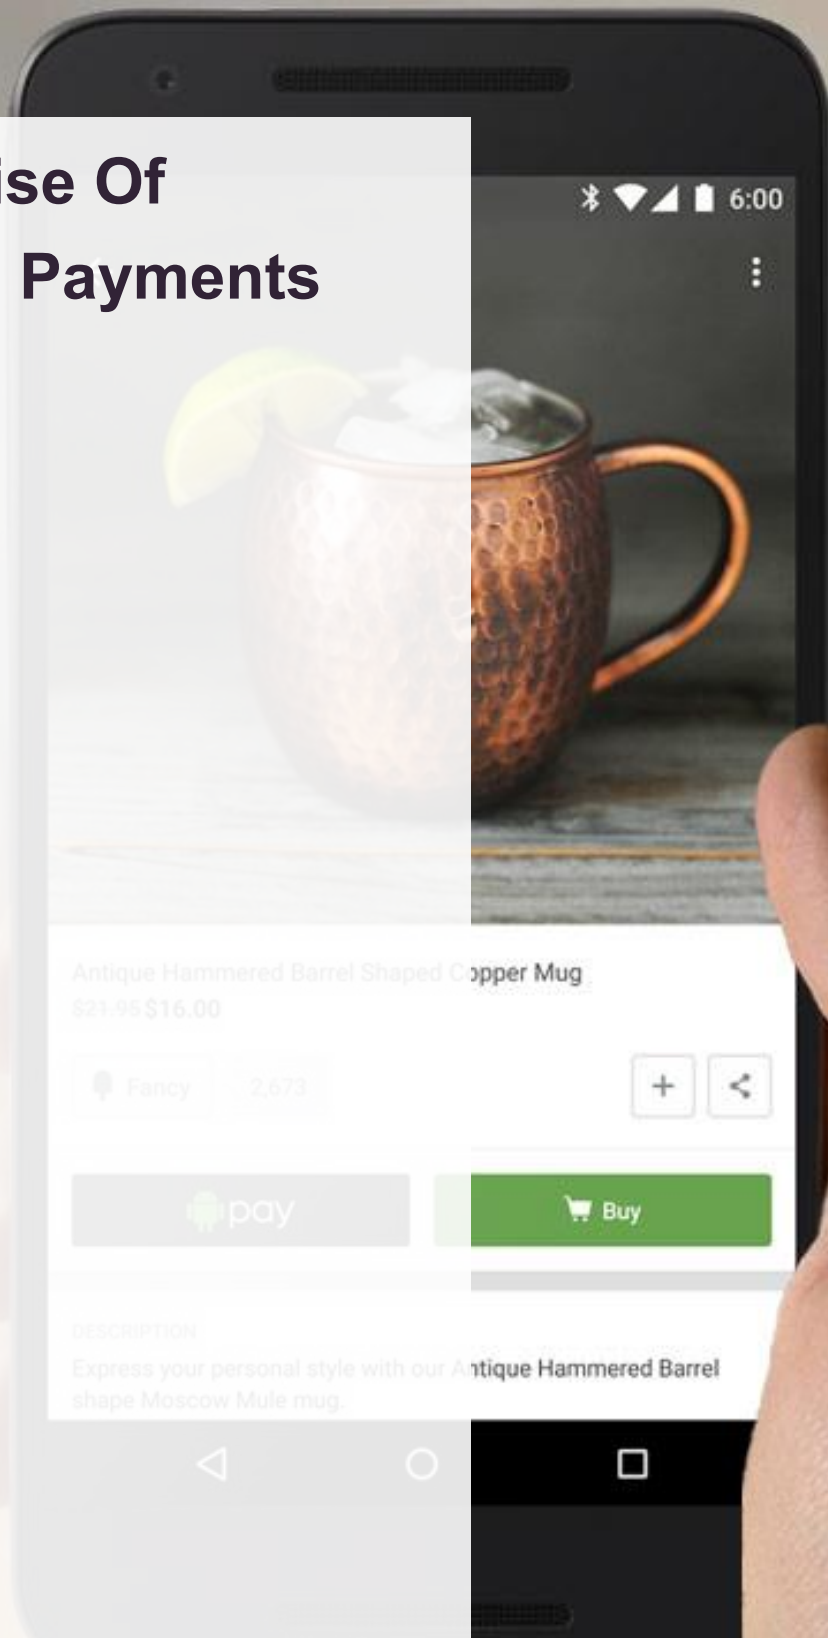 ise Of
Payments
6:00
Antique Hammered Barrel Shaped Copper Mug
$21.95 $16.00
Fancy 2,673
pay
Buy
DESCRIPTION
Express your personal style with our Antique Hammered Barrel
shape Moscow Mule mug.